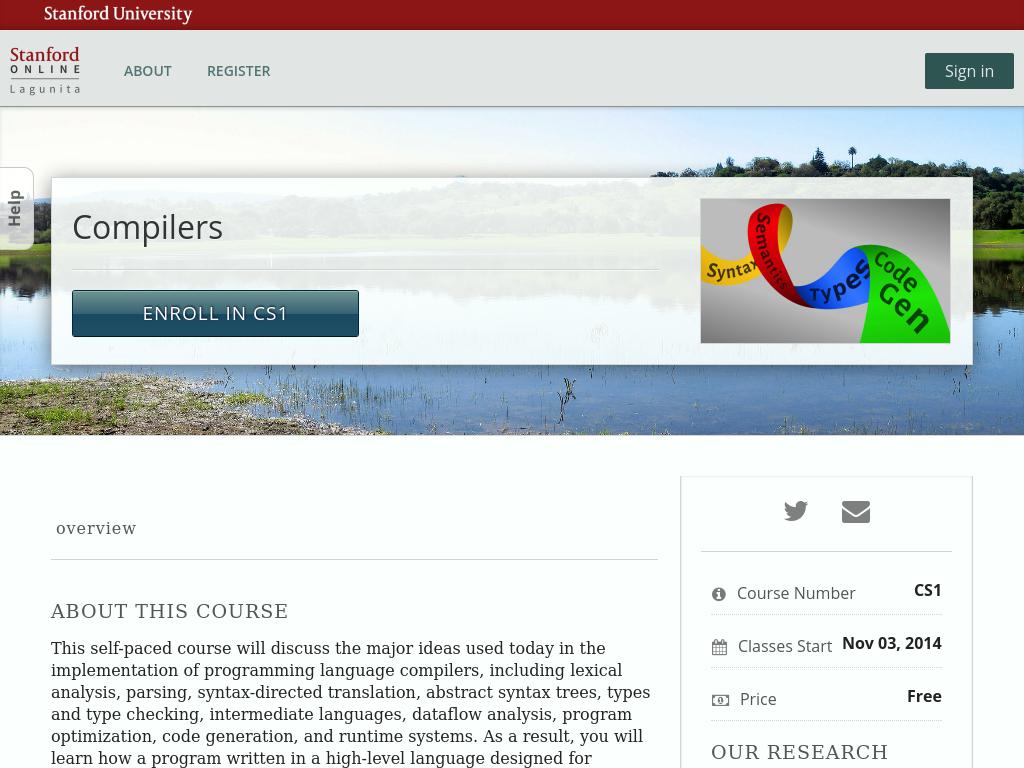 Stanford University
Stanford
ONLINE
Lagunita
ABOUT
REGISTER
Sign in
Help
Compilers
ENROLL IN CS1
Syntax
Semantics
Types
Code
Gen
overview
ABOUT THIS COURSE
This self-paced course will discuss the major ideas used today in the
implementation of programming language compilers, including lexical
analysis, parsing, syntax-directed translation, abstract syntax trees, types
and type checking, intermediate languages, dataflow analysis, program
optimization, code generation, and runtime systems. As a result, you will
learn how a program written in a high-level language designed for
Course Number CS1
Classes Start Nov 03, 2014
Price Free
OUR RESEARCH